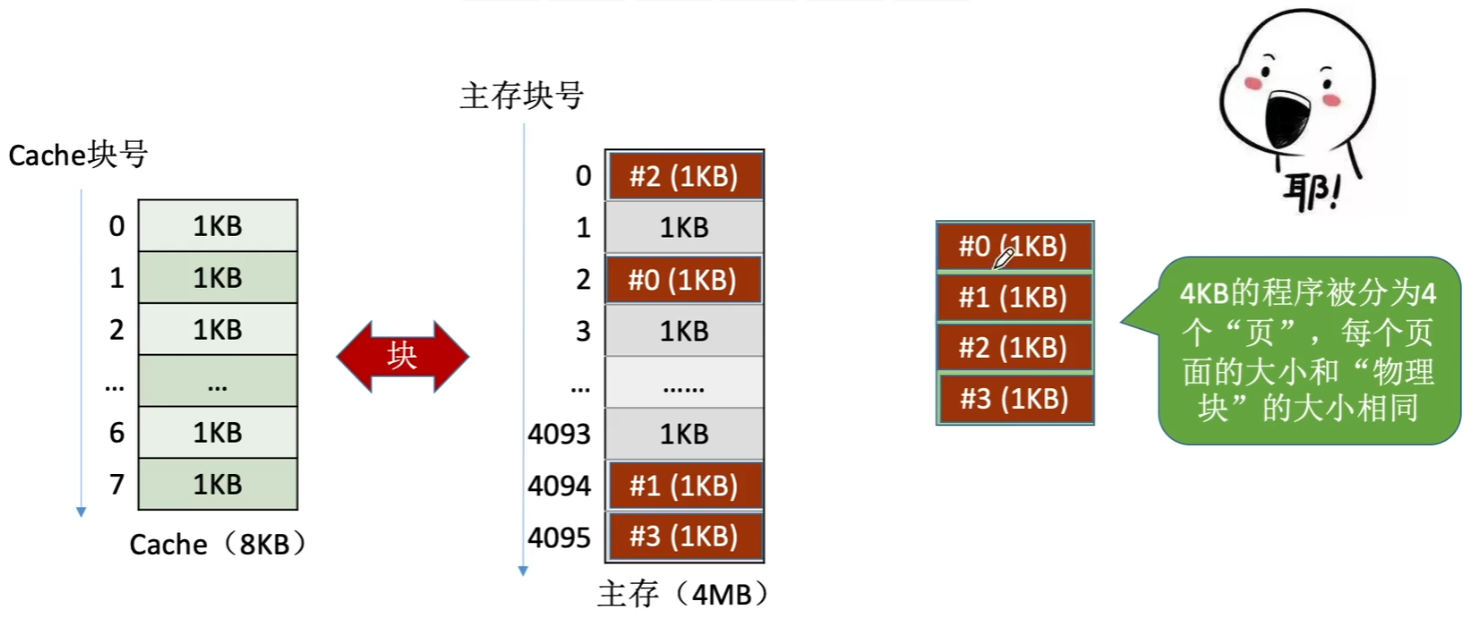 主存块号
Cache块号
0 1KB
1 1KB
2 1KB
... ...
6 1KB
7 1KB
Cache（8KB）
块
0 #2 (1KB)
1 1KB
2 #0 (1KB)
3 1KB
... ......
4093 1KB
4094 #1 (1KB)
4095 #3 (1KB)
主存（4MB）
耶!
#0 (1KB)
#1 (1KB)
#2 (1KB)
#3 (1KB)
4KB的程序被分为4
个“页”，每个页
面的大小和“物理
块”的大小相同